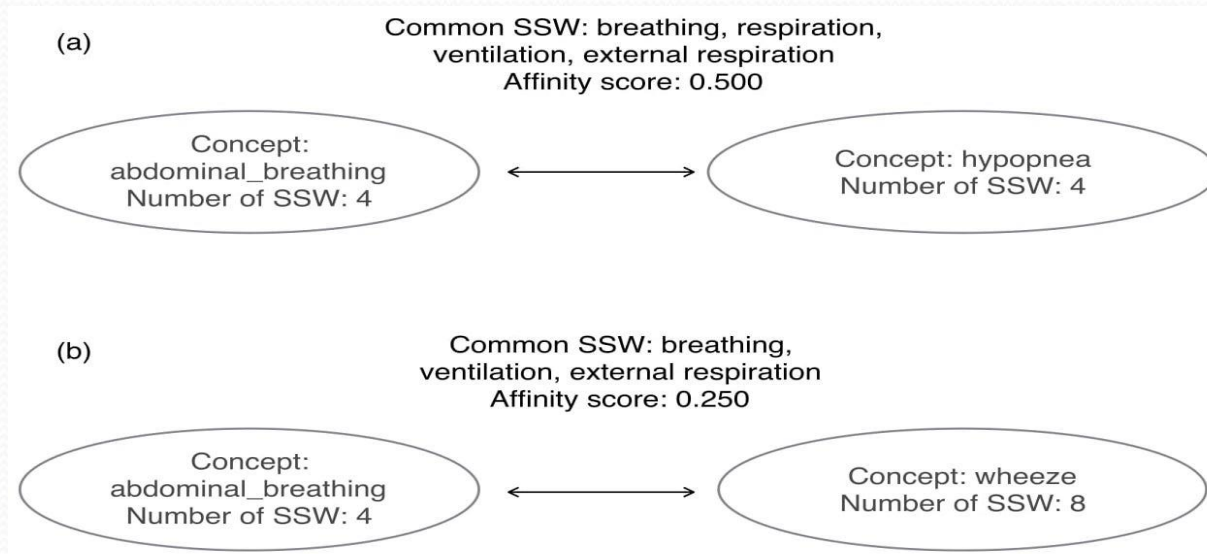 (a)
Common SSW: breathing, respiration,
ventilation, external respiration
Affinity score: 0.500
Concept:
abdominal_breathing
Number of SSW: 4
Concept: hypopnea
Number of SSW: 4
(b)
Common SSW: breathing,
ventilation, external respiration
Affinity score: 0.250
Concept:
abdominal_breathing
Number of SSW: 4
Concept: wheeze
Number of SSW: 8